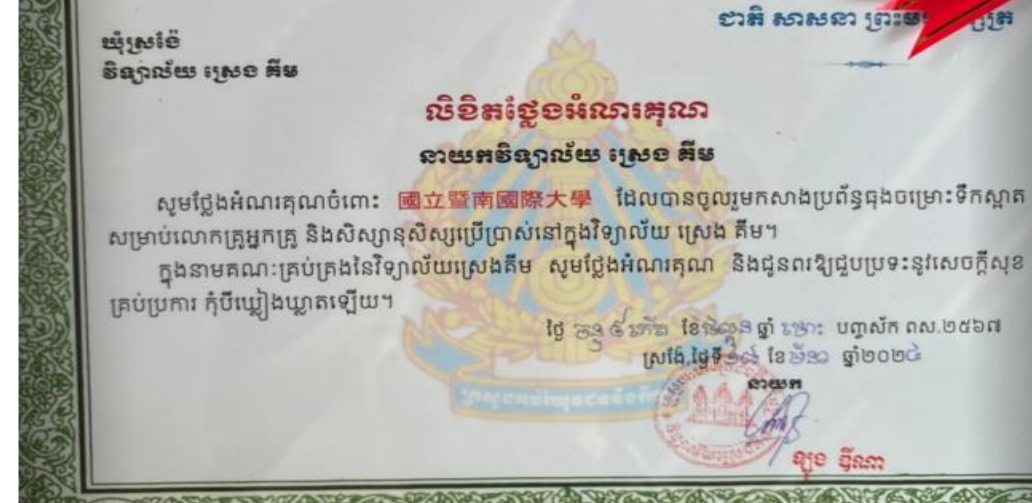 ជាតិ សាសនា ព្រះម
ឃុំស្រង៉ែ
វិទ្យាល័យ ស្រេង គីម
លិខិតថ្លែងអំណរគុណ
នាយកវិទ្យាល័យ ស្រេង គីម
សូមថ្លែងអំណរគុណចំពោះ 國立暨南國際大學 ដែលបានចូលរួមកសាងប្រព័ន្ធធុងចម្រោះទឹកស្អាត
សម្រាប់លោកគ្រូអ្នកគ្រូ និងសិស្សានុសិស្សប្រើប្រាស់នៅក្នុងវិទ្យាល័យ ស្រេង គីម។
ក្នុងនាមគណៈគ្រប់គ្រងនៃវិទ្យាល័យស្រេងគីម សូមថ្លែងអំណរគុណ និងជូនពរឱ្យជួបប្រទះនូវសេចក្ដីសុខ
គ្រប់ប្រការ កុំបីឃ្លៀងឃ្លាតឡើយ។
ថ្ងៃ ខែ ឆ្នាំ បញ្ចស័ក ពស.២៥៦៧
ស្រង៉ែ,ថ្ងៃទី ខែ មីនា ឆ្នាំ២០២៤
នាយក